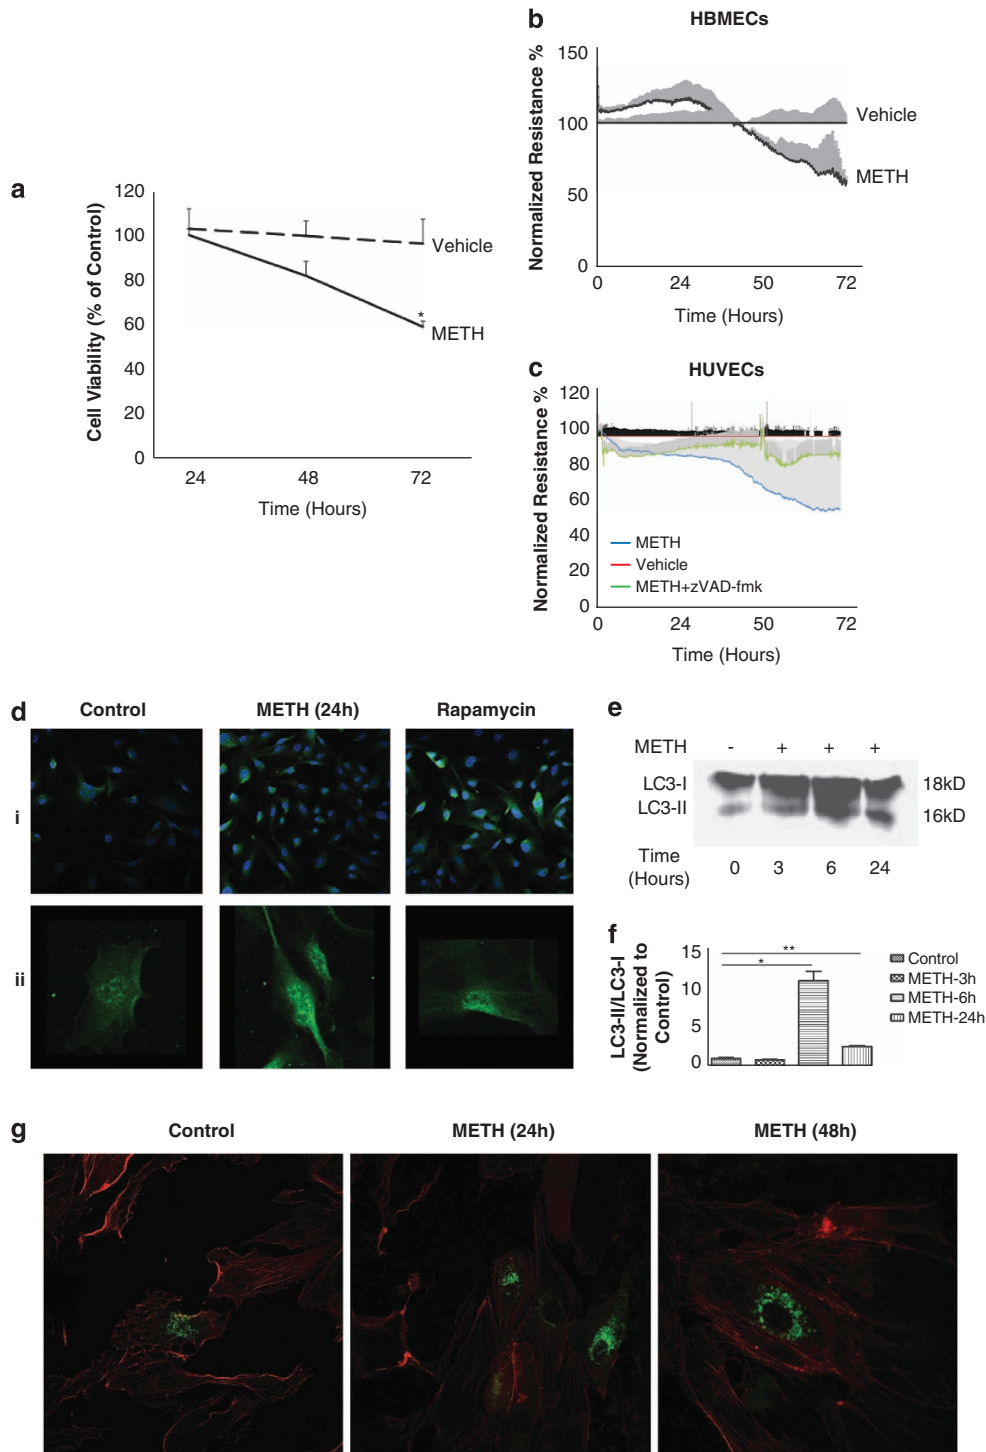 a
120
100
80
60
40
20
0
Cell Viability (% of Control)
Vehicle
*
METH
24 48 72
Time (Hours)
b
HBMECs
Normalized Resistance %
150
100
50
0
Vehicle
METH
0 24 50 72
Time (Hours)
c
HUVECs
Normalized Resistance %
120
100
80
60
40
20
0
METH
Vehicle
METH+zVAD-fmk
0 24 50 72
Time (Hours)
d
Control METH (24h) Rapamycin
i
ii
e
METH - + + +
LC3-I 18kD
LC3-II 16kD
Time (Hours) 0 3 6 24
f
LC3-II/LC3-I
(Normalized to
Control)
15
10
5
0
**
*
Control
METH-3h
METH-6h
METH-24h
g
Control METH (24h) METH (48h)